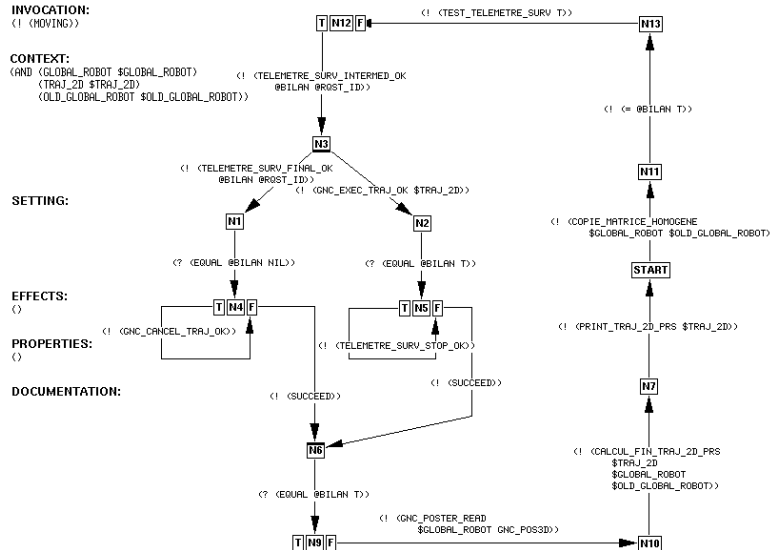 INVOCATION:
(! (MOVING))
CONTEXT:
(AND (GLOBAL_ROBOT $GLOBAL_ROBOT)
(TRAJ_2D $TRAJ_2D)
(OLD_GLOBAL_ROBOT $OLD_GLOBAL_ROBOT))
SETTING:
EFFECTS:
()
PROPERTIES:
()
DOCUMENTATION:
T N12 F
(! (TEST_TELEMETRE_SURV T))
N13
(! (TELEMETRE_SURV_INTERMED_OK
@BILAN @RQST_ID))
(! (= @BILAN T))
N3
(! (TELEMETRE_SURV_FINAL_OK
@BILAN @RQST_ID))
(! (GNC_EXEC_TRAJ_OK $TRAJ_2D))
N11
N1
N2
(! (COPIE_MATRICE_HOMOGENE
$GLOBAL_ROBOT $OLD_GLOBAL_ROBOT)
(? (EQUAL @BILAN NIL))
(? (EQUAL @BILAN T))
START
T N4 F
T N5 F
(! (GNC_CANCEL_TRAJ_OK))
(! (TELEMETRE_SURV_STOP_OK))
(! (PRINT_TRAJ_2D_PRS $TRAJ_2D))
(! (SUCCEED))
(! (SUCCEED))
N7
N6
(! (CALCUL_FIN_TRAJ_2D_PRS
$TRAJ_2D
$GLOBAL_ROBOT
$OLD_GLOBAL_ROBOT))
(? (EQUAL @BILAN T))
(! (GNC_POSTER_READ
$GLOBAL_ROBOT GNC_POS3D))
T N9 F
N10